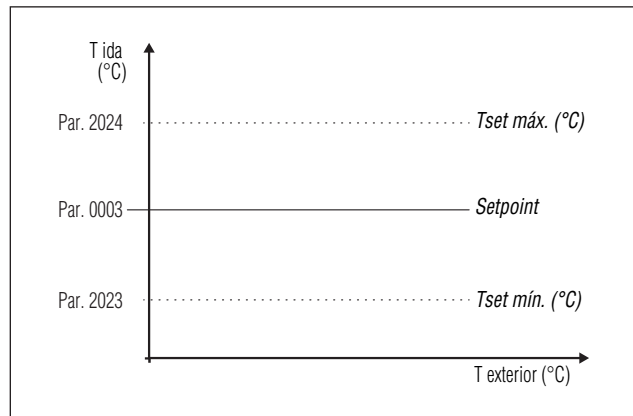 T ida
(°C)
Par. 2024
Tset máx. (°C)
Par. 0003
Setpoint
Par. 2023
Tset mín. (°C)
T exterior (°C)